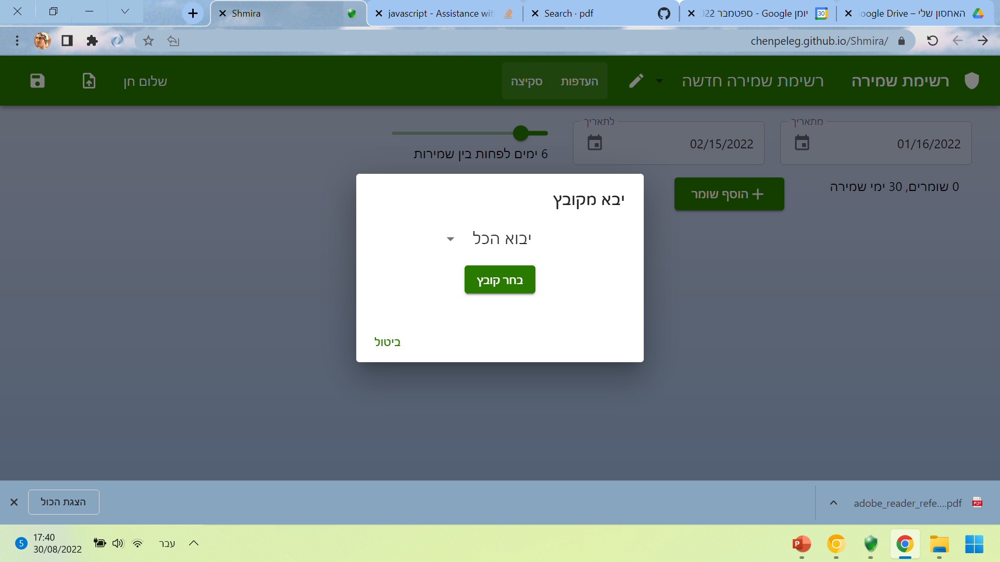 Shmira
javascript - Assistance wit
Search · pdf
יומן Google - ספטמבר 2022
האחסון שלי – Google Drive
chenpeleg.github.io/Shmira/
רשימת שמירה
רשימת שמירה חדשה
העדפות
סקיצה
שלום חן
מתאריך
01/16/2022
לתאריך
02/15/2022
6 ימים לפחות בין שמירות
0 שומרים, 30 ימי שמירה
הוסף שומר
יבא מקובץ
יבוא הכל
בחר קובץ
ביטול
adobe_reader_refe....pdf
PDF
הצגת הכול
עבר
17:40
30/08/2022
5